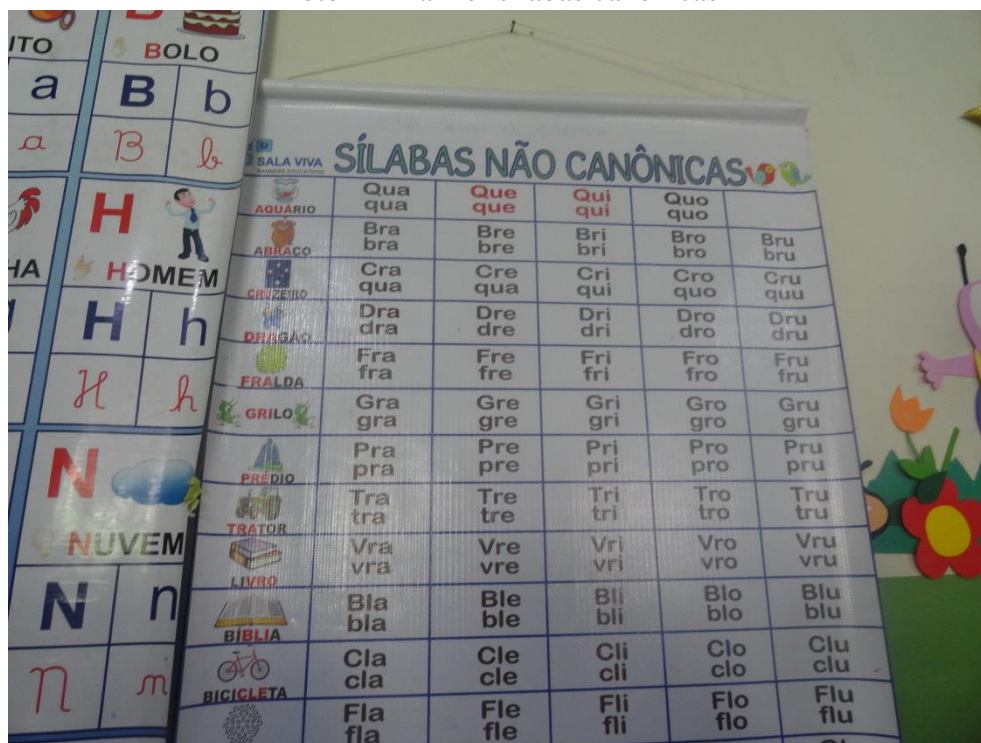 ITO
BOLO
a
B b
a
B b
H
HA
HOMEM
H h
H h
N
NUVEM
N n
N n
SALA VIVA
SÍLABAS NÃO CANÔNICAS
AQUÁRIO
Qua Que Qui Quo
qua que qui quo
ABRAÇO
Bra Bre Bri Bro Bru
bra bre bri bro bru
CRUZEIRO
Cra Cre Cri Cro Cru
qua qua qui quo quu
DRAGÃO
Dra Dre Dri Dro Dru
dra dre dri dro dru
FRALDA
Fra Fre Fri Fro Fru
fra fre fri fro fru
GRILO
Gra Gre Gri Gro Gru
gra gre gri gro gru
PRÉDIO
Pra Pre Pri Pro Pru
pra pre pri pro pru
TRATOR
Tra Tre Tri Tro Tru
tra tre tri tro tru
LIVRO
Vra Vre Vri Vro Vru
vra vre vri vro vru
BÍBLIA
Bla Ble Bli Blo Blu
bla ble bli blo blu
BICICLETA
Cla Cle Cli Clo Clu
cla cle cli clo clu
Fla Fle Fli Flo Flu
fla fle fli flo flu